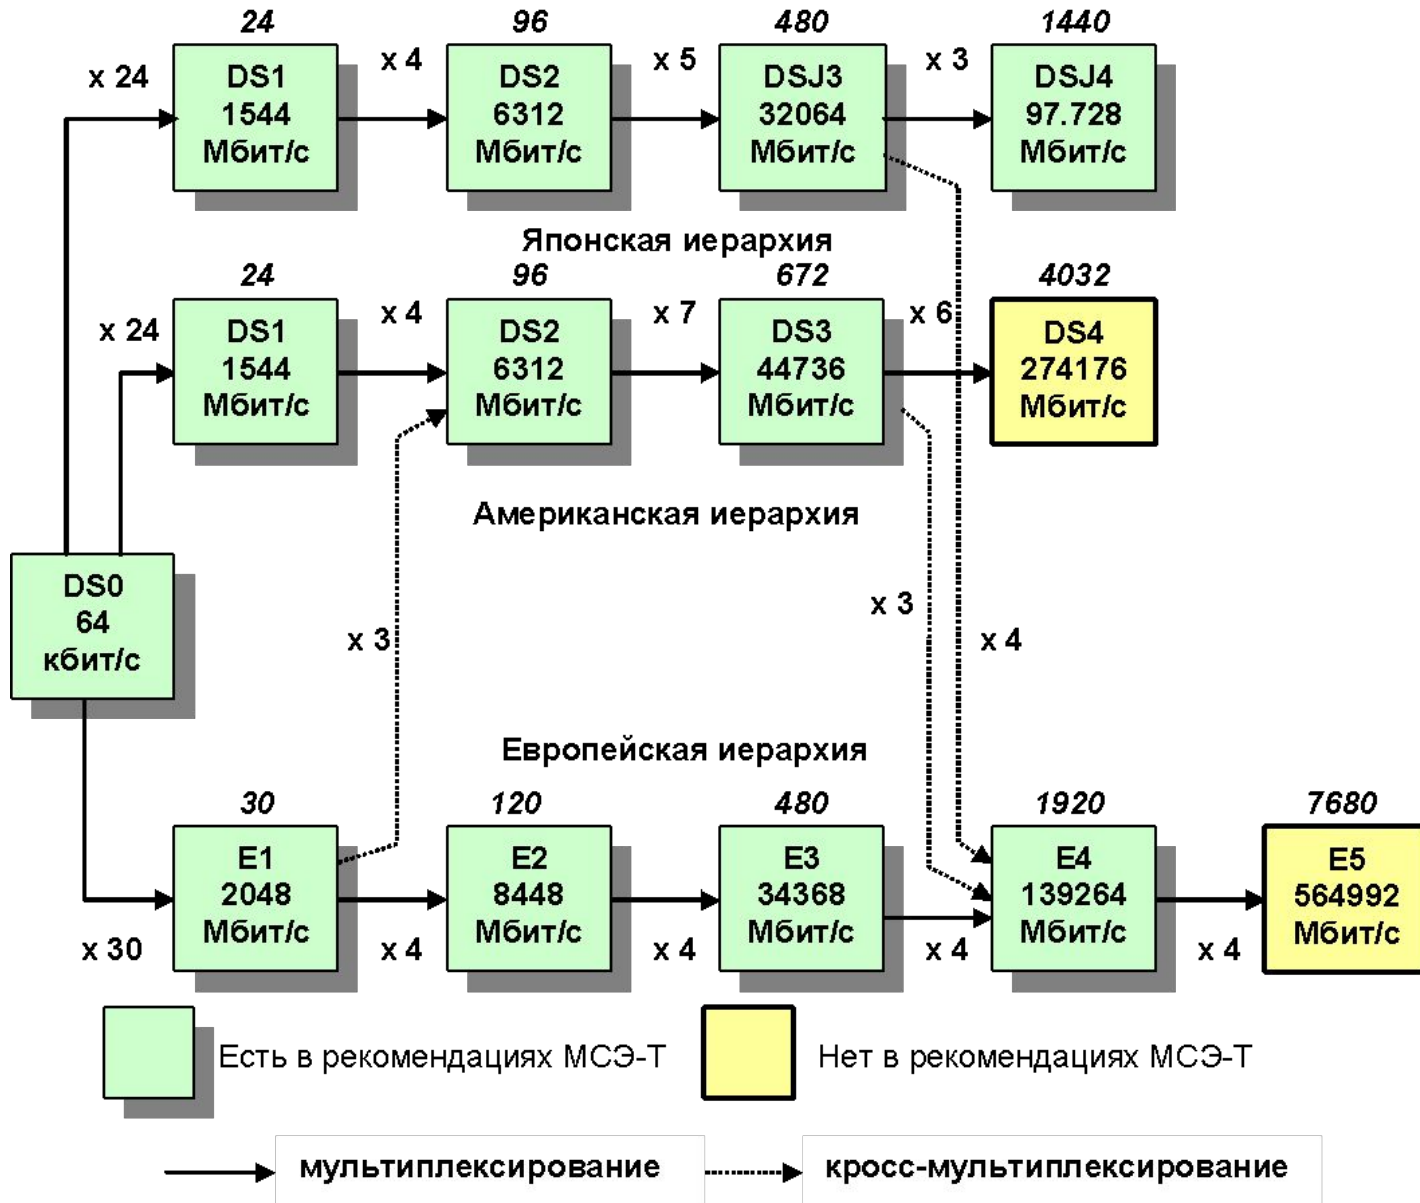 24 96 480 1440
x 24 x 4 x 5 x 3
DS1 DS2 DSJ3 DSJ4
1544 6312 32064 97.728
Мбит/с Мбит/с Мбит/с Мбит/с
Японская иерархия
24 96 672 4032
x 24 x 4 x 7 x 6
DS1 DS2 DS3 DS4
1544 6312 44736 274176
Мбит/с Мбит/с Мбит/с Мбит/с
Американская иерархия
DS0
64
кбит/с
x 3 x 3 x 4
Европейская иерархия
30 120 480 1920 7680
E1 E2 E3 E4 E5
2048 8448 34368 139264 564992
Мбит/с Мбит/с Мбит/с Мбит/с Мбит/с
x 30 x 4 x 4 x 4 x 4
Есть в рекомендациях МСЭ-Т Нет в рекомендациях МСЭ-Т
мультиплексирование кросс-мультиплексирование